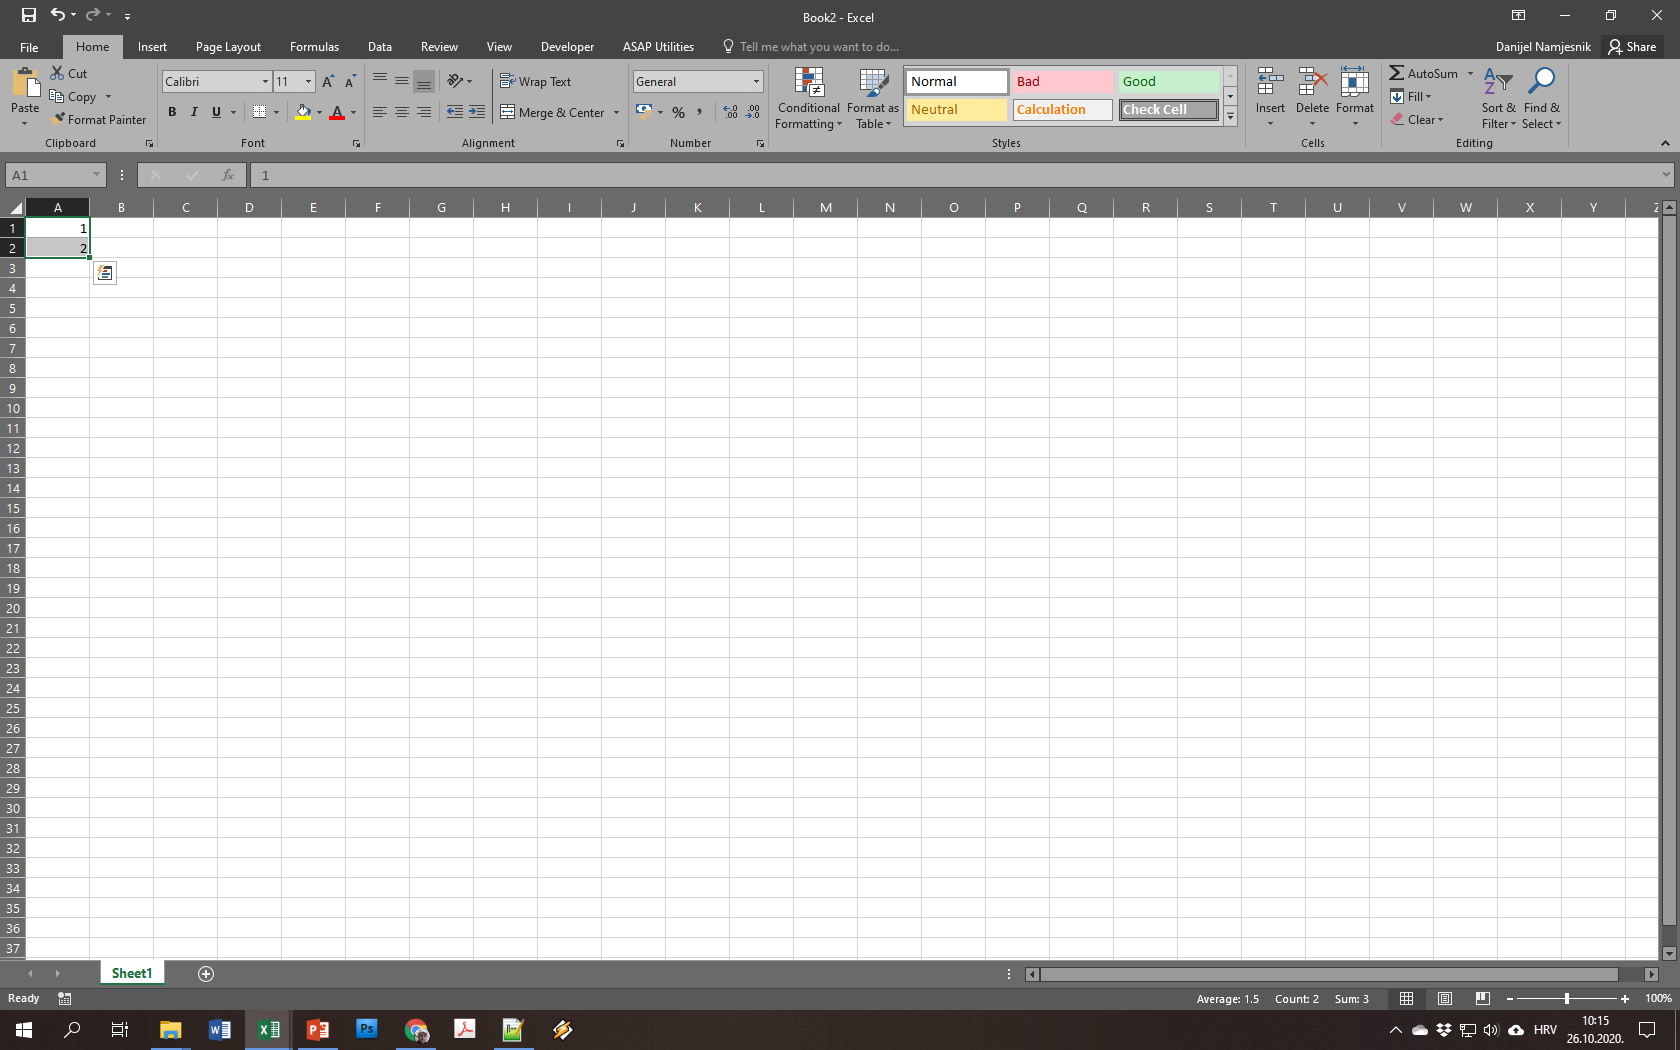 Book2 - Excel
File Home Insert Page Layout Formulas Data Review View Developer ASAP Utilities Tell me what you want to do... Danijel Namjesnik Share
Paste
Cut
Copy
Format Painter
Clipboard
Calibri 11
B I U
Font
Wrap Text
Merge & Center
Alignment
General
%
Number
Conditional Formatting
Format as Table
Normal Bad Good
Neutral Calculation Check Cell
Styles
Insert Delete Format
Cells
AutoSum
Fill
Clear
Sort & Filter
Find & Select
Editing
A1 fx 1
A B C D E F G H I J K L M N O P Q R S T U V W X Y Z
1 1
2 2
3
4
5
6
7
8
9
10
11
12
13
14
15
16
17
18
19
20
21
22
23
24
25
26
27
28
29
30
31
32
33
34
35
36
37
Sheet1
Ready Average: 1.5 Count: 2 Sum: 3 100%
HRV 10:15
26.10.2020.